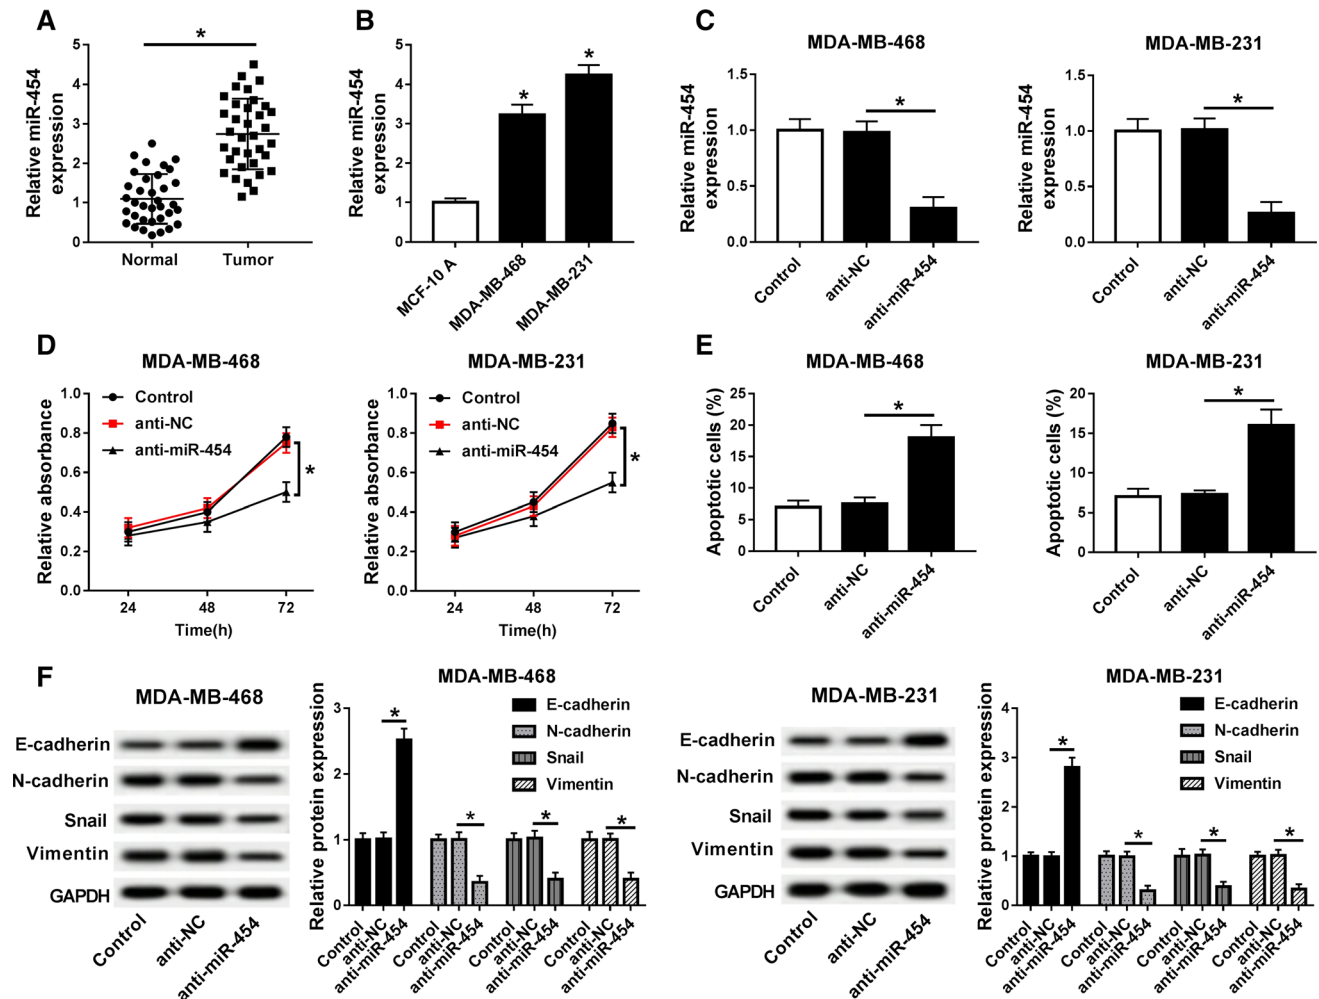 A
*
Relative miR-454
expression
5
4
3
2
1
0
Normal
Tumor
B
Relative miR-454
expression
5
4
3
2
1
0
*
*
MCF-10 A
MDA-MB-468
MDA-MB-231
C
MDA-MB-468
Relative miR-454
expression
1.5
1.0
0.5
0.0
*
Control
anti-NC
anti-miR-454
MDA-MB-231
Relative miR-454
expression
1.5
1.0
0.5
0.0
*
Control
anti-NC
anti-miR-454
D
MDA-MB-468
Relative absorbance
1.0
0.8
0.6
0.4
0.2
0.0
Control
anti-NC
anti-miR-454
*
24
48
72
Time(h)
MDA-MB-231
Relative absorbance
1.0
0.8
0.6
0.4
0.2
0.0
Control
anti-NC
anti-miR-454
*
24
48
72
Time(h)
E
MDA-MB-468
Apoptotic cells (%)
25
20
15
10
5
0
*
Control
anti-NC
anti-miR-454
MDA-MB-231
Apoptotic cells (%)
20
15
10
5
0
*
Control
anti-NC
anti-miR-454
F
MDA-MB-468
E-cadherin
N-cadherin
Snail
Vimentin
GAPDH
Control
anti-NC
anti-miR-454
MDA-MB-468
Relative protein expression
3
2
1
0
E-cadherin
N-cadherin
Snail
Vimentin
*
*
*
*
Control
anti-NC
anti-miR-454
Control
anti-NC
anti-miR-454
Control
anti-NC
anti-miR-454
Control
anti-NC
anti-miR-454
MDA-MB-231
E-cadherin
N-cadherin
Snail
Vimentin
GAPDH
Control
anti-NC
anti-miR-454
MDA-MB-231
Relative protein expression
4
3
2
1
0
E-cadherin
N-cadherin
Snail
Vimentin
*
*
*
*
Control
anti-NC
anti-miR-454
Control
anti-NC
anti-miR-454
Control
anti-NC
anti-miR-454
Control
anti-NC
anti-miR-454